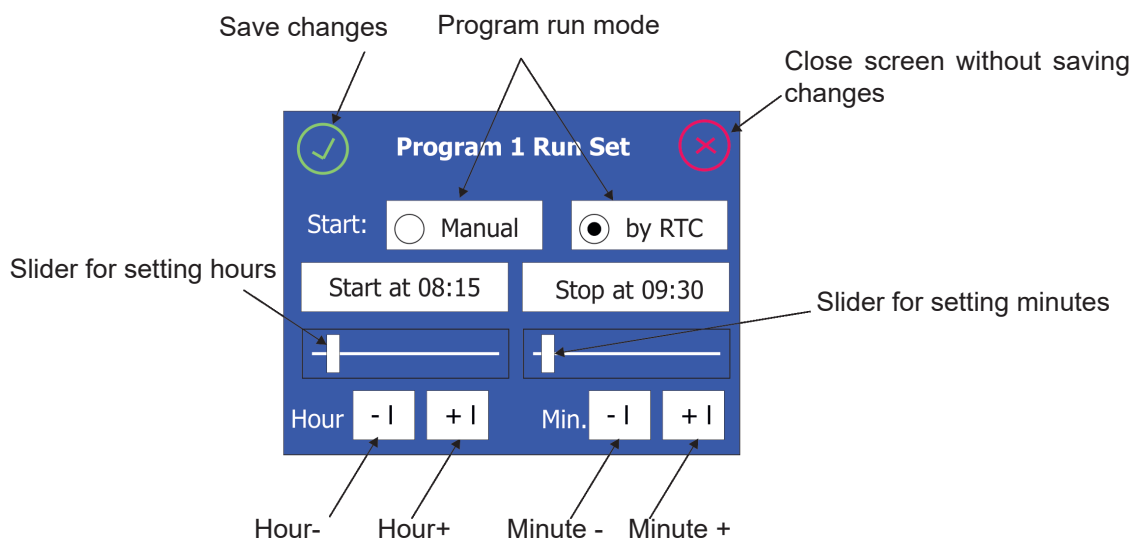 Save changes
Program run mode
Close screen without saving
changes
Program 1 Run Set
Start:
Manual
by RTC
Slider for setting hours
Start at 08:15
Stop at 09:30
Slider for setting minutes
Hour
- I
+ I
Min.
- I
+ I
Hour-
Hour+
Minute -
Minute +